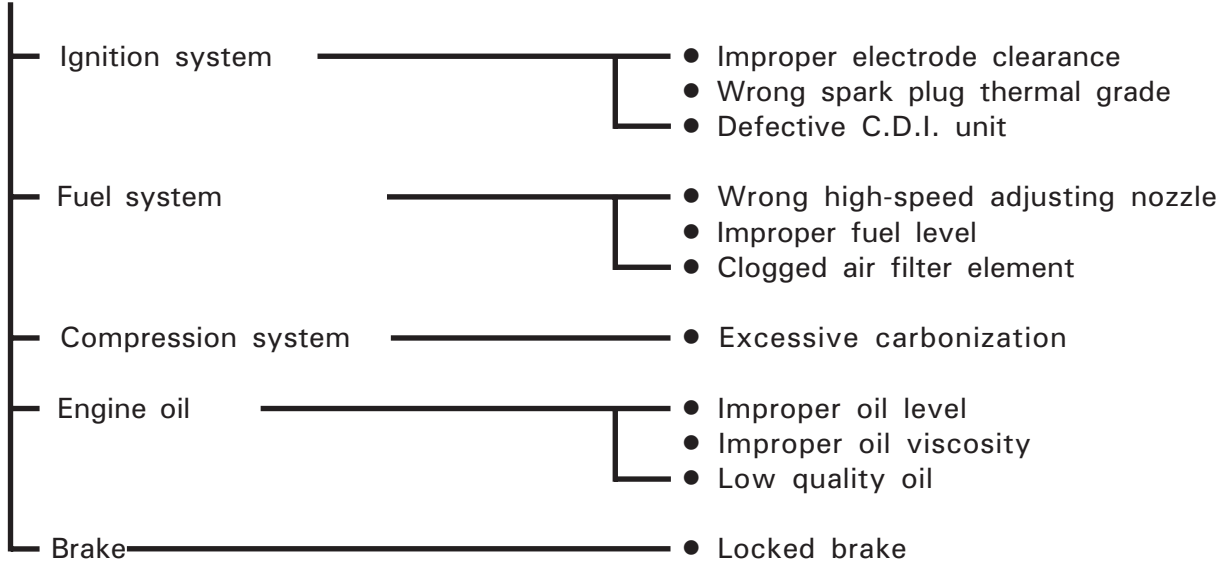 Ignition system ● Improper electrode clearance
● Wrong spark plug thermal grade
● Defective C.D.I. unit
Fuel system ● Wrong high-speed adjusting nozzle
● Improper fuel level
● Clogged air filter element
Compression system ● Excessive carbonization
Engine oil ● Improper oil level
● Improper oil viscosity
● Low quality oil
Brake ● Locked brake